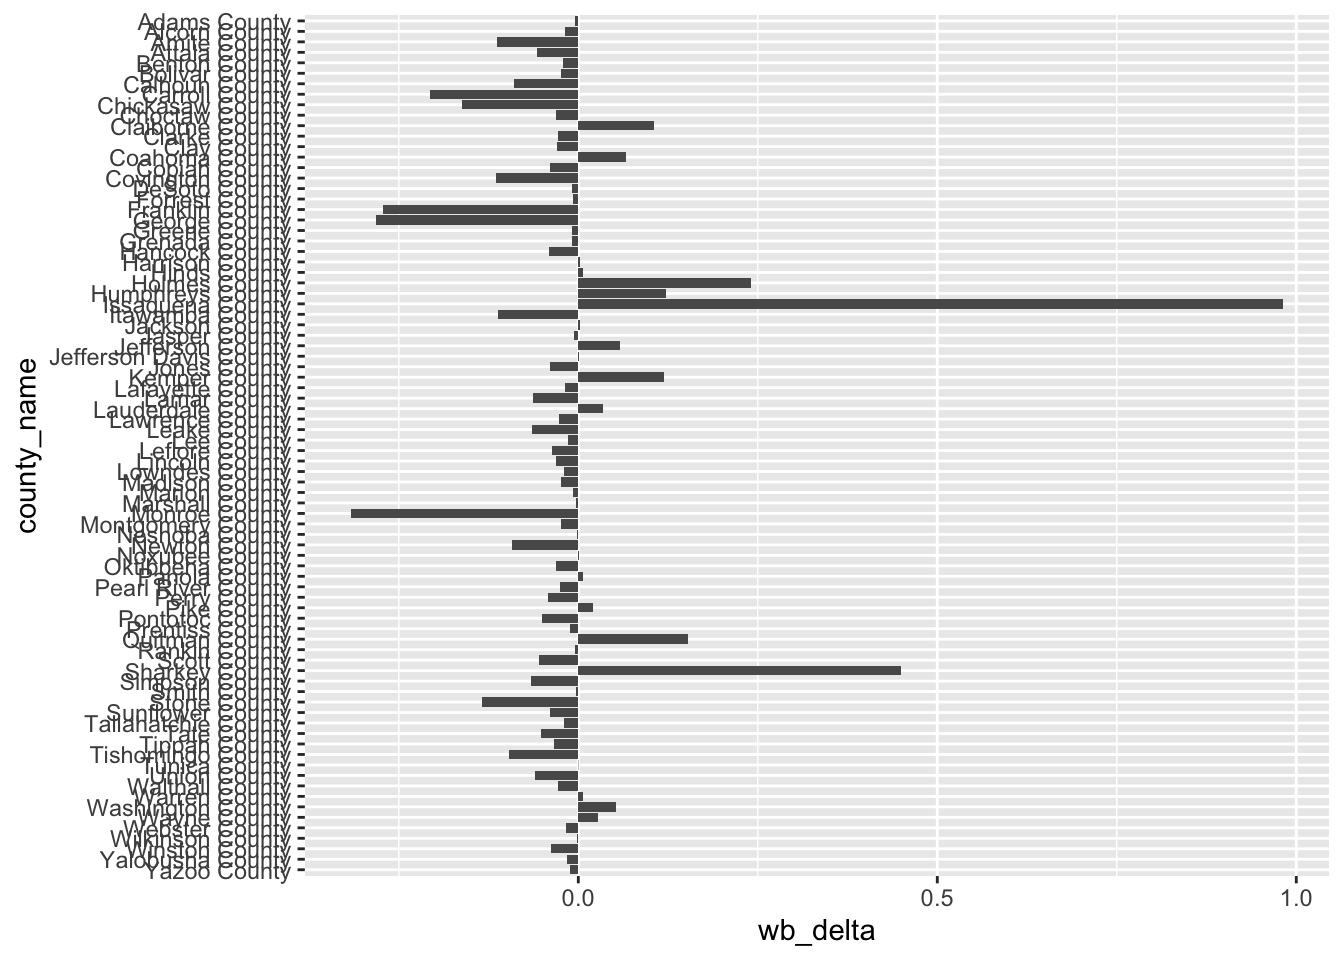 Adams County
Alcorn County
Amite County
Attala County
Benton County
Bolivar County
Calhoun County
Carroll County
Chickasaw County
Choctaw County
Claiborne County
Clarke County
Clay County
Coahoma County
Copiah County
Covington County
DeSoto County
Forrest County
Franklin County
George County
Greene County
Grenada County
Hancock County
Harrison County
Hinds County
Holmes County
Humphreys County
Issaquena County
Itawamba County
Jackson County
Jasper County
Jefferson County
Jefferson Davis County
Jones County
Kemper County
Lafayette County
Lamar County
Lauderdale County
Lawrence County
Leake County
Lee County
Leflore County
Lincoln County
Lowndes County
Madison County
Marion County
Marshall County
Monroe County
Montgomery County
Neshoba County
Newton County
Noxubee County
Oktibbeha County
Panola County
Pearl River County
Perry County
Pike County
Pontotoc County
Prentiss County
Quitman County
Rankin County
Scott County
Sharkey County
Simpson County
Smith County
Stone County
Sunflower County
Tallahatchie County
Tate County
Tippah County
Tishomingo County
Tunica County
Union County
Walthall County
Warren County
Washington County
Wayne County
Webster County
Wilkinson County
Winston County
Yalobusha County
Yazoo County
county_name
0.0 0.5 1.0
wb_delta